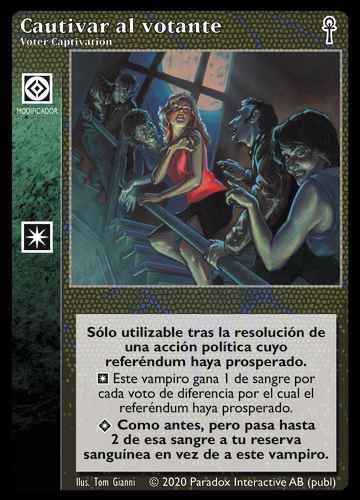 Cautivar al votante
Voter Captivation
MODIFICADOR
Sólo utilizable tras la resolución de
una acción política cuyo
referéndum haya prosperado.
Este vampiro gana 1 de sangre por
cada voto de diferencia por el cual el
referéndum haya prosperado.
Como antes, pero pasa hasta
2 de esa sangre a tu reserva
sanguínea en vez de a este vampiro.
Ilus. Tom Gianni © 2020 Paradox Interactive AB (publ)